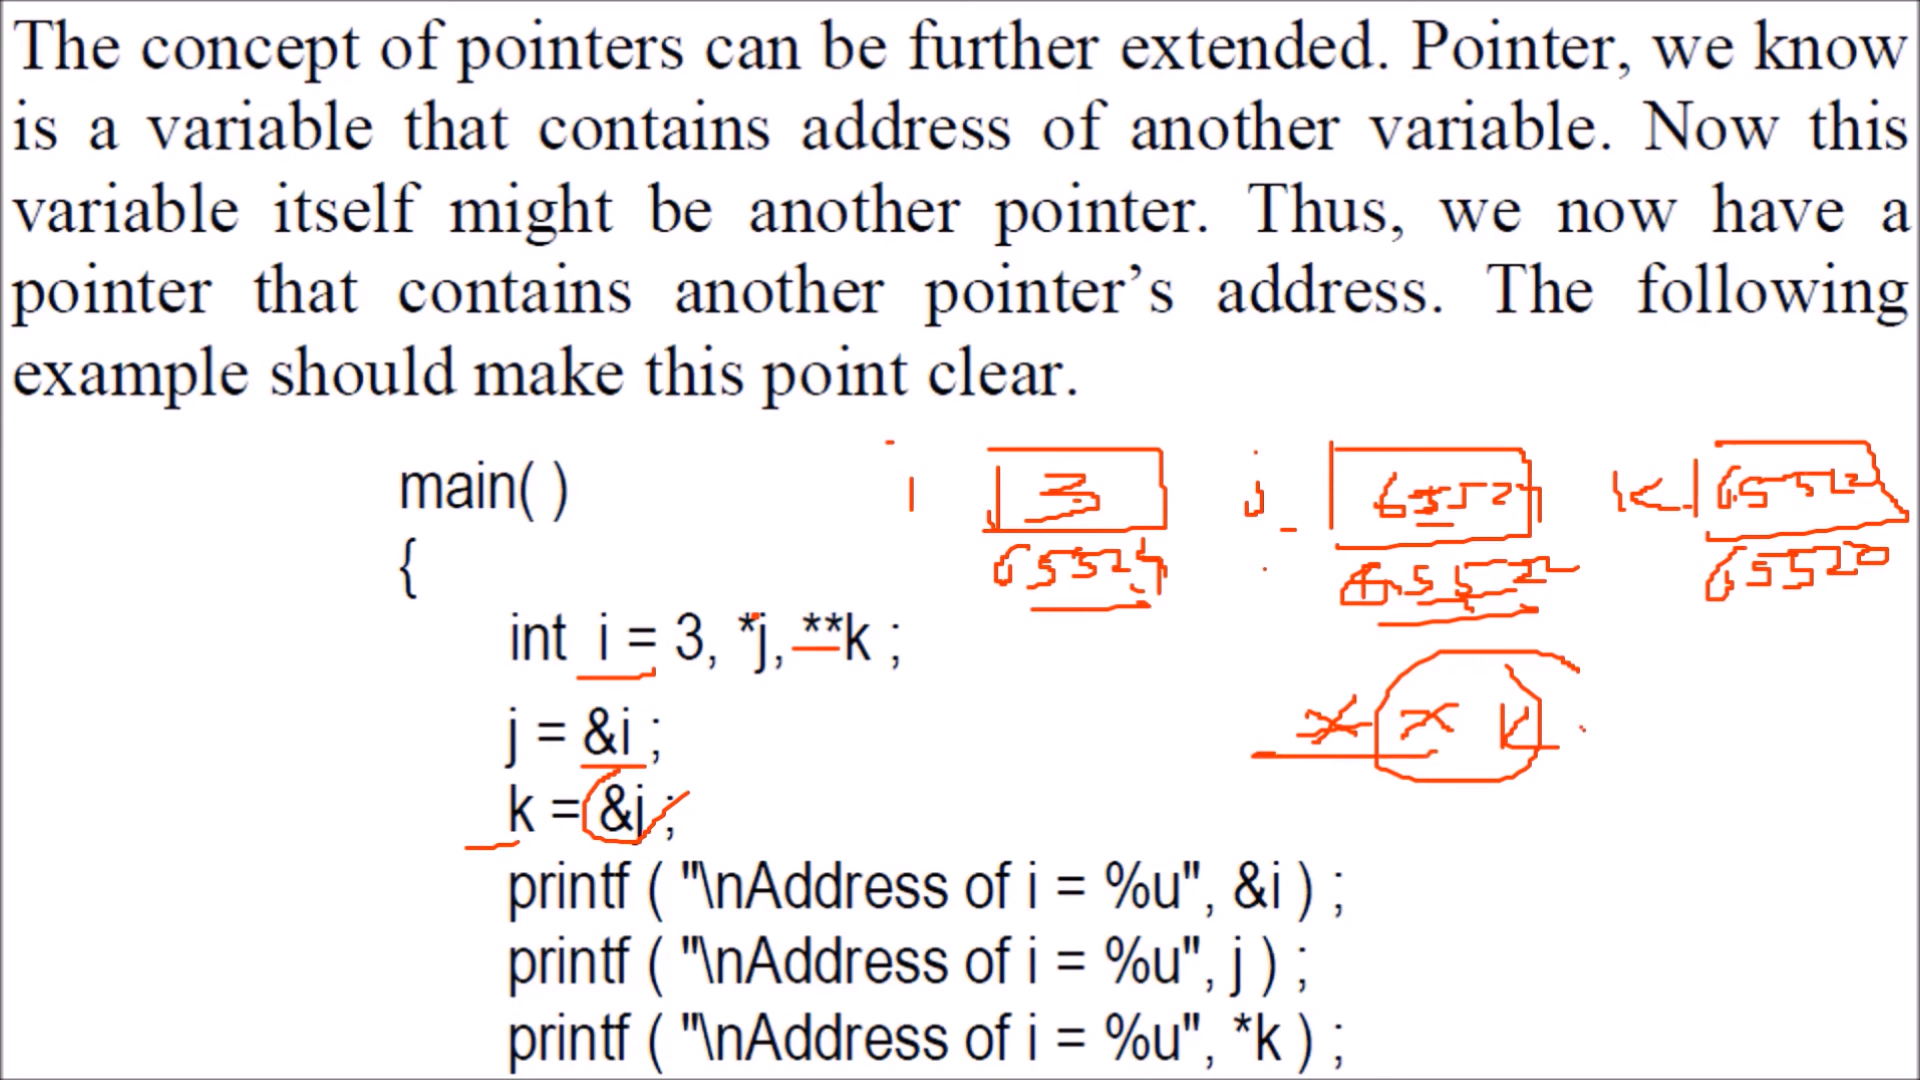 The concept of pointers can be further extended. Pointer, we know
is a variable that contains address of another variable. Now this
variable itself might be another pointer. Thus, we now have a
pointer that contains another pointer’s address. The following
example should make this point clear.
main( )
i 3 j k
{
int i = 3, *j, **k ;
j = &i ;
* * k
k = &j ;
printf ( "\nAddress of i = %u", &i ) ;
printf ( "\nAddress of i = %u", j ) ;
printf ( "\nAddress of i = %u", *k ) ;